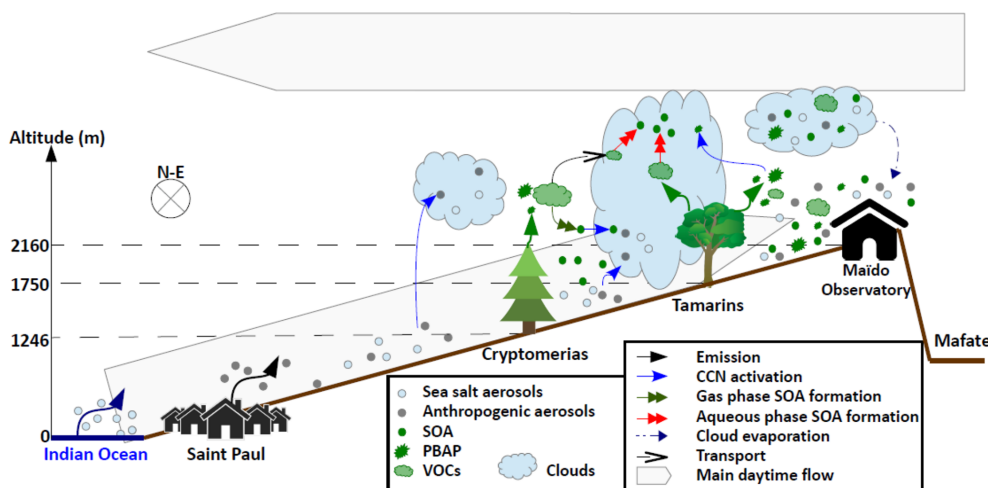 Altitude (m)
N-E
2160
1750
1246
0
Indian Ocean
Saint Paul
Cryptomerias
Tamarins
Maïdo
Observatory
Mafate
Sea salt aerosols
Anthropogenic aerosols
SOA
PBAP
VOCs
Clouds
Emission
CCN activation
Gas phase SOA formation
Aqueous phase SOA formation
Cloud evaporation
Transport
Main daytime flow